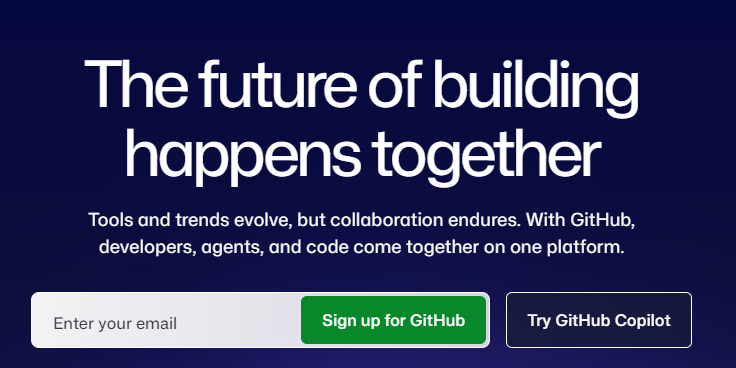 The future of building
happens together
Tools and trends evolve, but collaboration endures. With GitHub,
developers, agents, and code come together on one platform.
Enter your email
Sign up for GitHub
Try GitHub Copilot